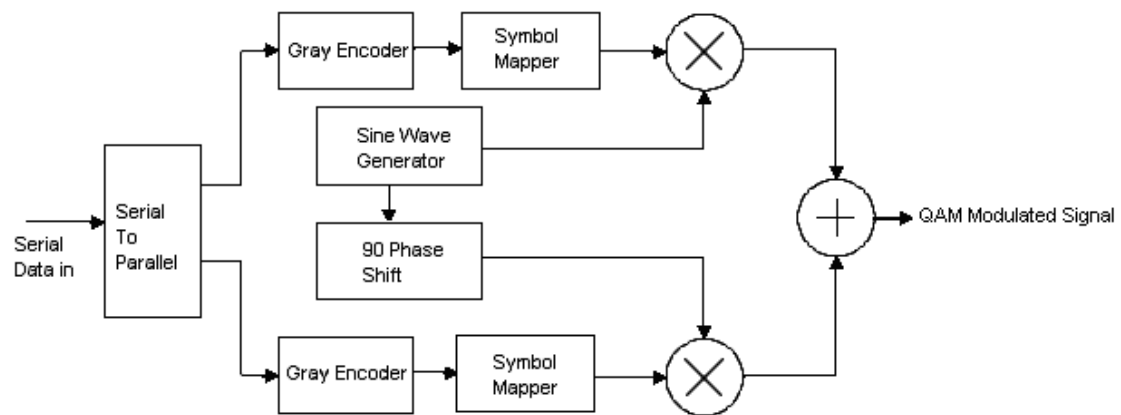 Gray Encoder
Symbol
Mapper
Sine Wave
Generator
Serial
To
Parallel
Serial
Data in
90 Phase
Shift
QAM Modulated Signal
Gray Encoder
Symbol
Mapper